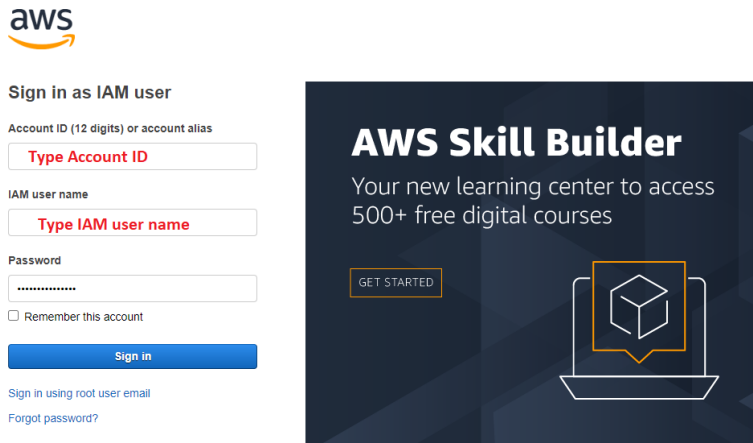 aws
Sign in as IAM user
Account ID (12 digits) or account alias
Type Account ID
IAM user name
Type IAM user name
Password
•••••••••••••••
Remember this account
Sign in
Sign in using root user email
Forgot password?
AWS Skill Builder
Your new learning center to access
500+ free digital courses
GET STARTED